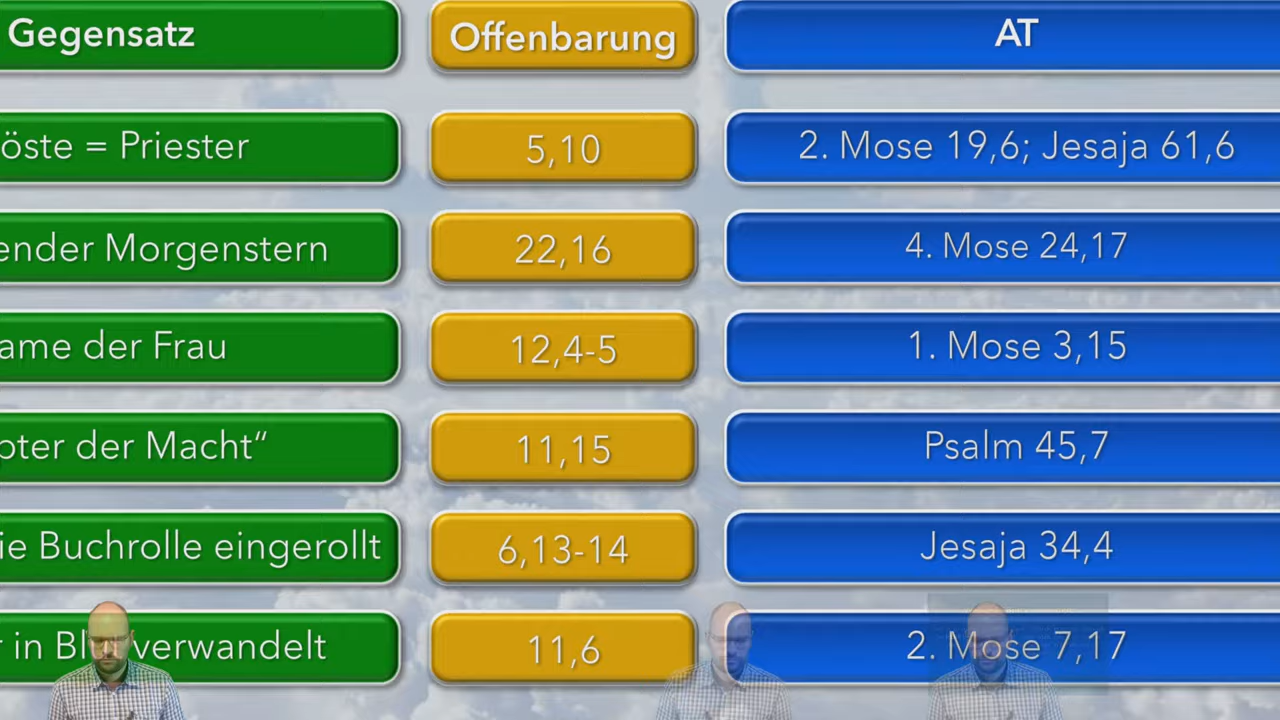 Gegensatz Offenbarung AT
öste = Priester 5,10 2. Mose 19,6; Jesaja 61,6
ender Morgenstern 22,16 4. Mose 24,17
ame der Frau 12,4-5 1. Mose 3,15
pter der Macht“ 11,15 Psalm 45,7
ie Buchrolle eingerollt 6,13-14 Jesaja 34,4
in verwandelt 11,6 2. Mose 7,17